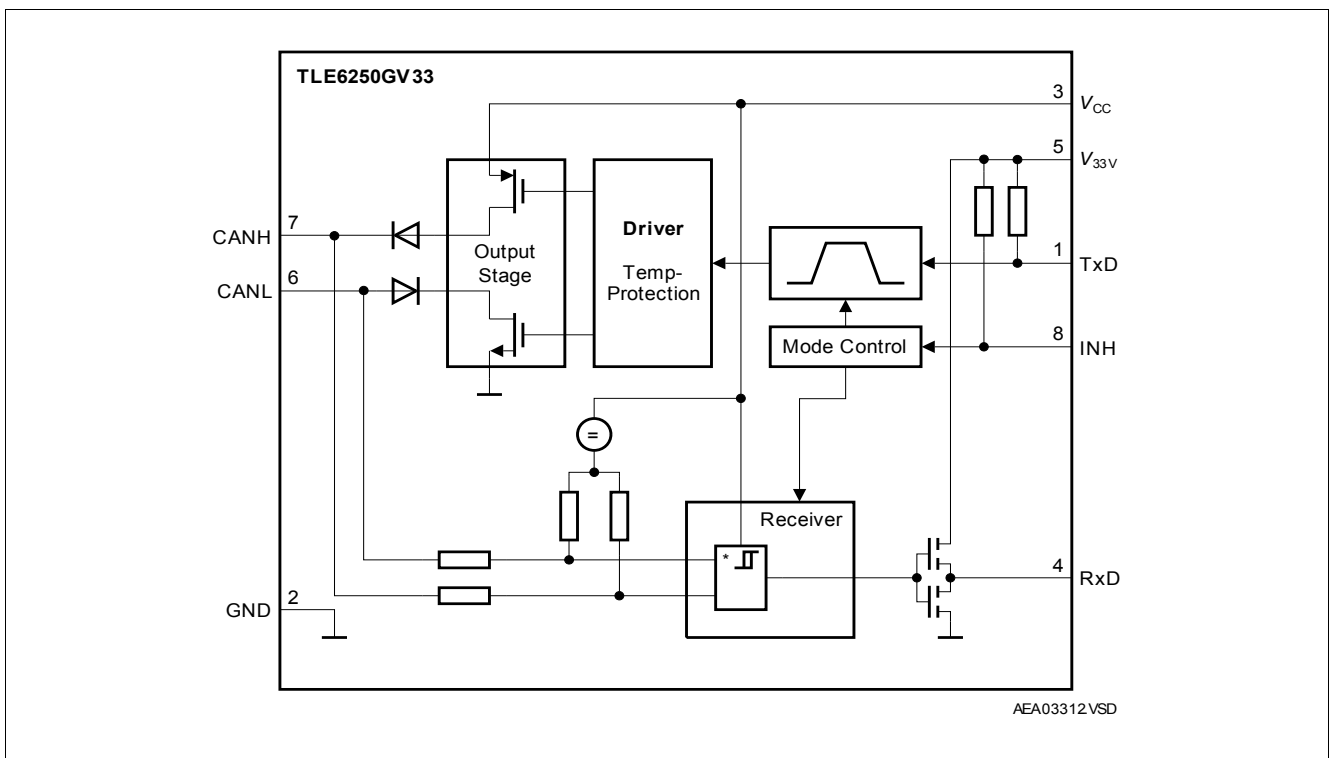 TLE6250GV33
3 VCC
5 V33V
7
CANH
Driver
1 TxD
Output
Stage
Temp-
Protection
6
CANL
8 INH
Mode Control
=
Receiver
*
4 RxD
2
GND
AEA03312.VSD